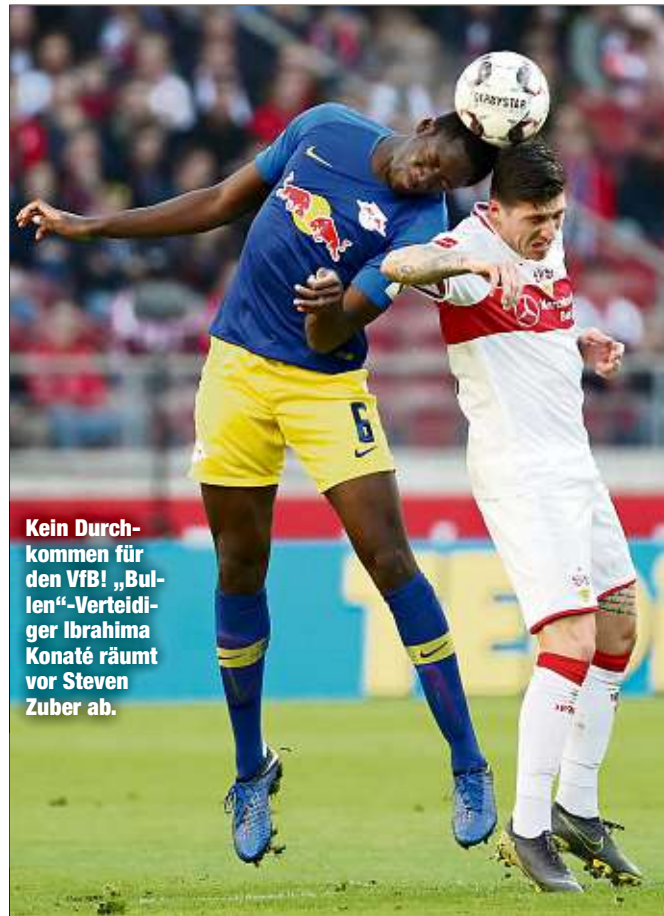 DERBYSTAR
6
Kein Durch-
kommen für
den VfB! „Bul-
len“-Verteidi-
ger Ibrahima
Konaté räumt
vor Steven
Zuber ab.